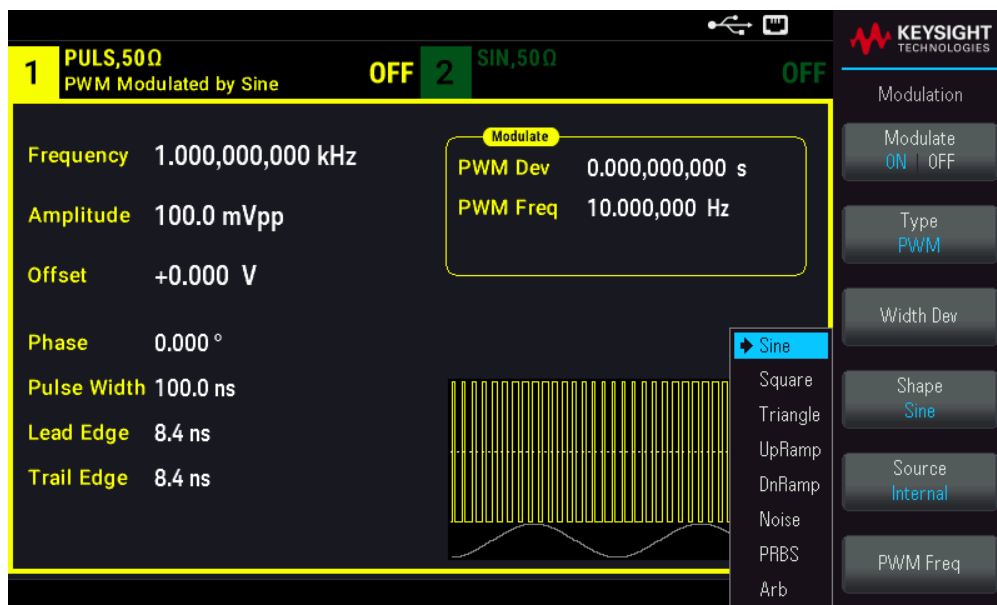 KEYSIGHT
TECHNOLOGIES
1 PULS,50Ω OFF 2 SIN,50Ω OFF
PWM Modulated by Sine
Modulation
Frequency 1.000,000,000 kHz
Amplitude 100.0 mVpp
Offset +0.000 V
Phase 0.000 °
Pulse Width 100.0 ns
Lead Edge 8.4 ns
Trail Edge 8.4 ns
Modulate
PWM Dev 0.000,000,000 s
PWM Freq 10.000,000 Hz
Sine
Square
Triangle
UpRamp
DnRamp
Noise
PRBS
Arb
Modulate
ON OFF
Type
PWM
Width Dev
Shape
Sine
Source
Internal
PWM Freq